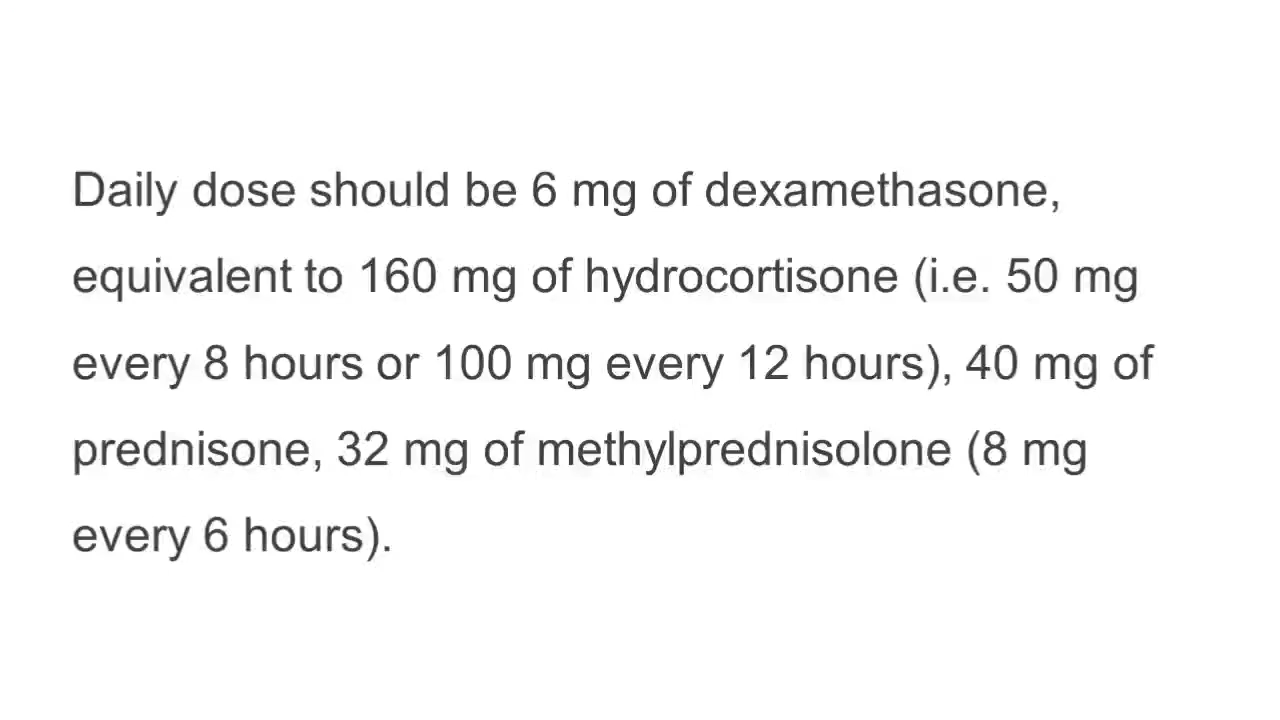 Daily dose should be 6 mg of dexamethasone,
equivalent to 160 mg of hydrocortisone (i.e. 50 mg
every 8 hours or 100 mg every 12 hours), 40 mg of
prednisone, 32 mg of methylprednisolone (8 mg
every 6 hours).